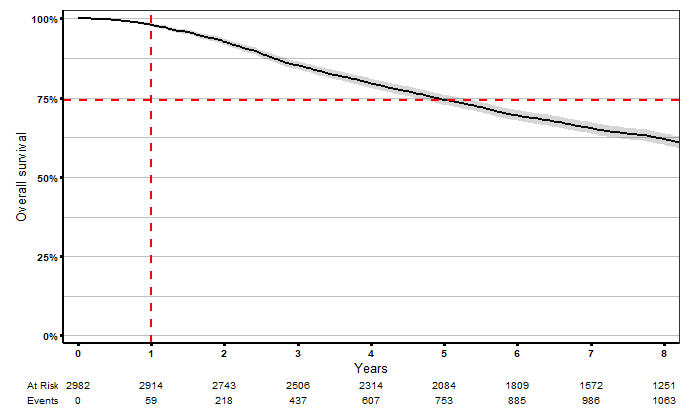 100%
75%
50%
25%
0%
Overall survival
0 1 2 3 4 5 6 7 8
Years
At Risk 2982 2914 2743 2506 2314 2084 1809 1572 1251
Events 0 59 218 437 607 753 885 986 1063